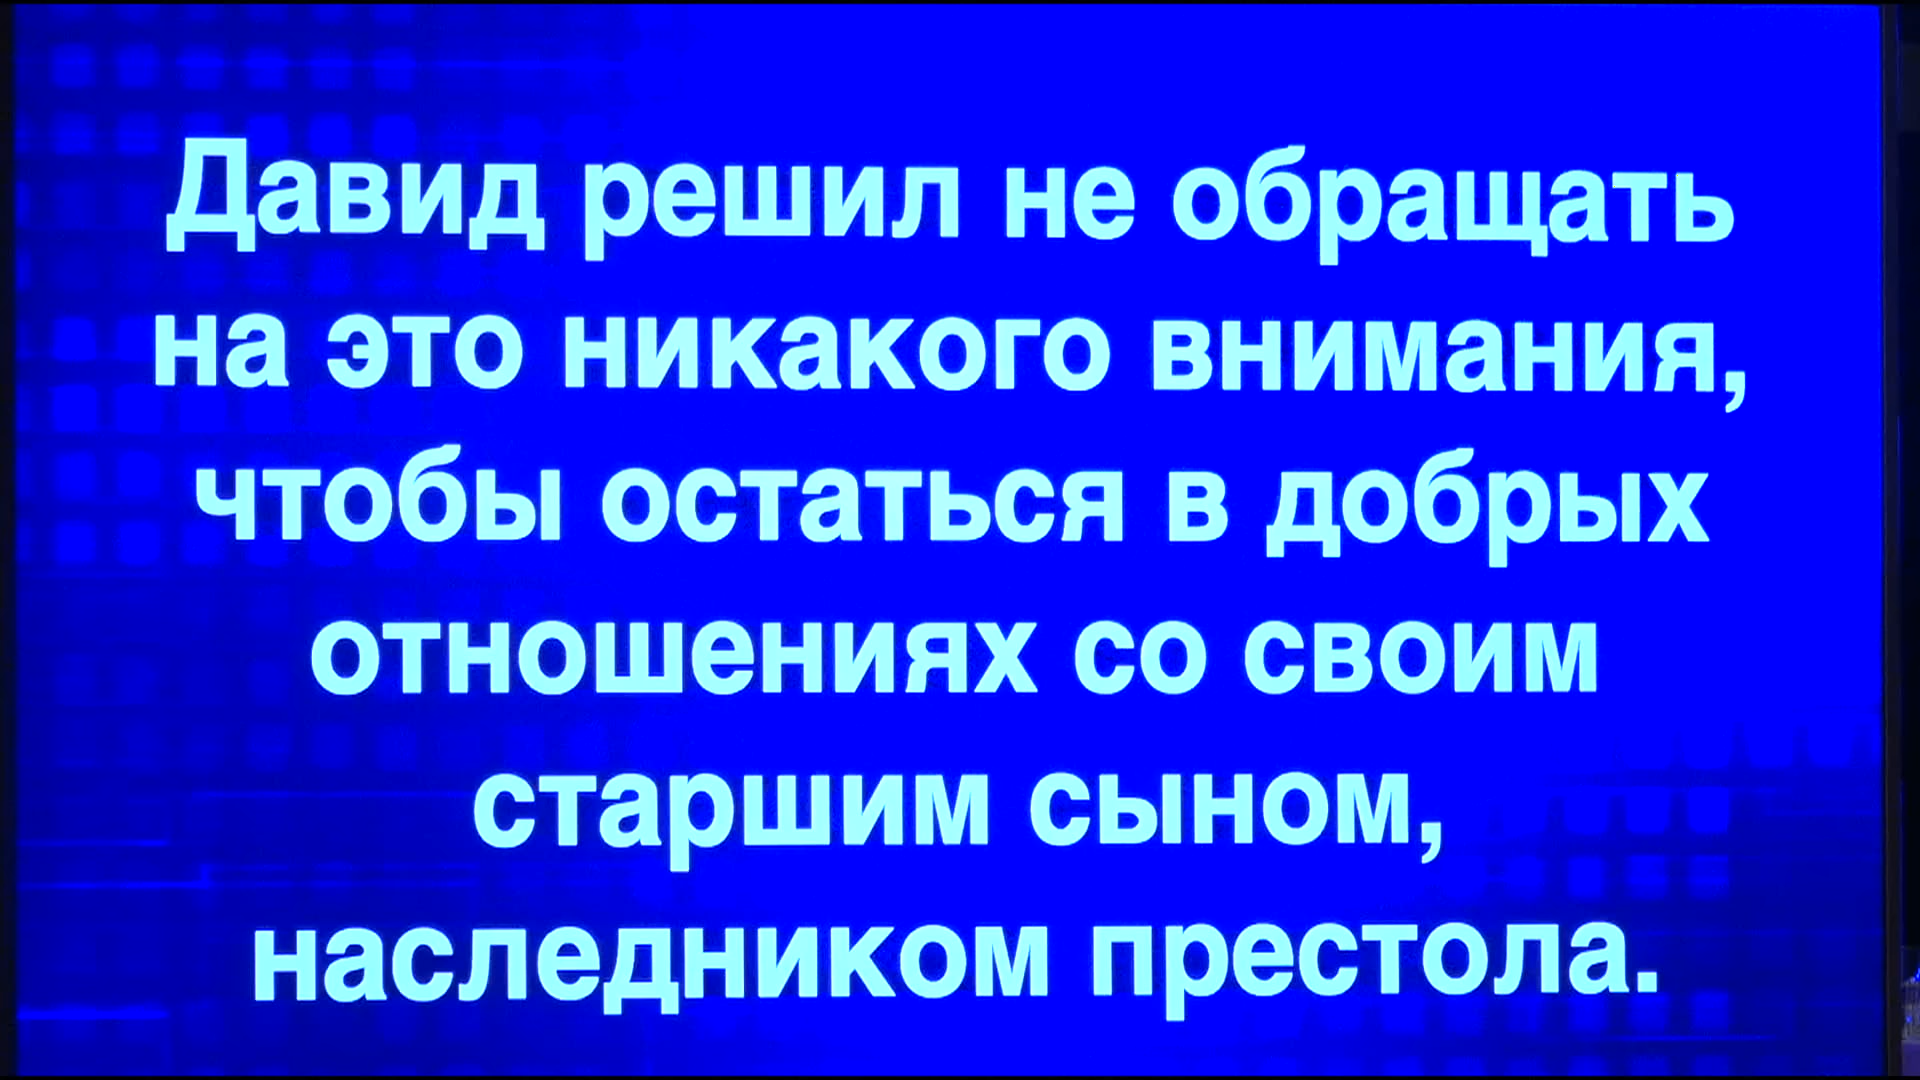 Давид решил не обращать
на это никакого внимания,
чтобы остаться в добрых
отношениях со своим
старшим сыном,
наследником престола.